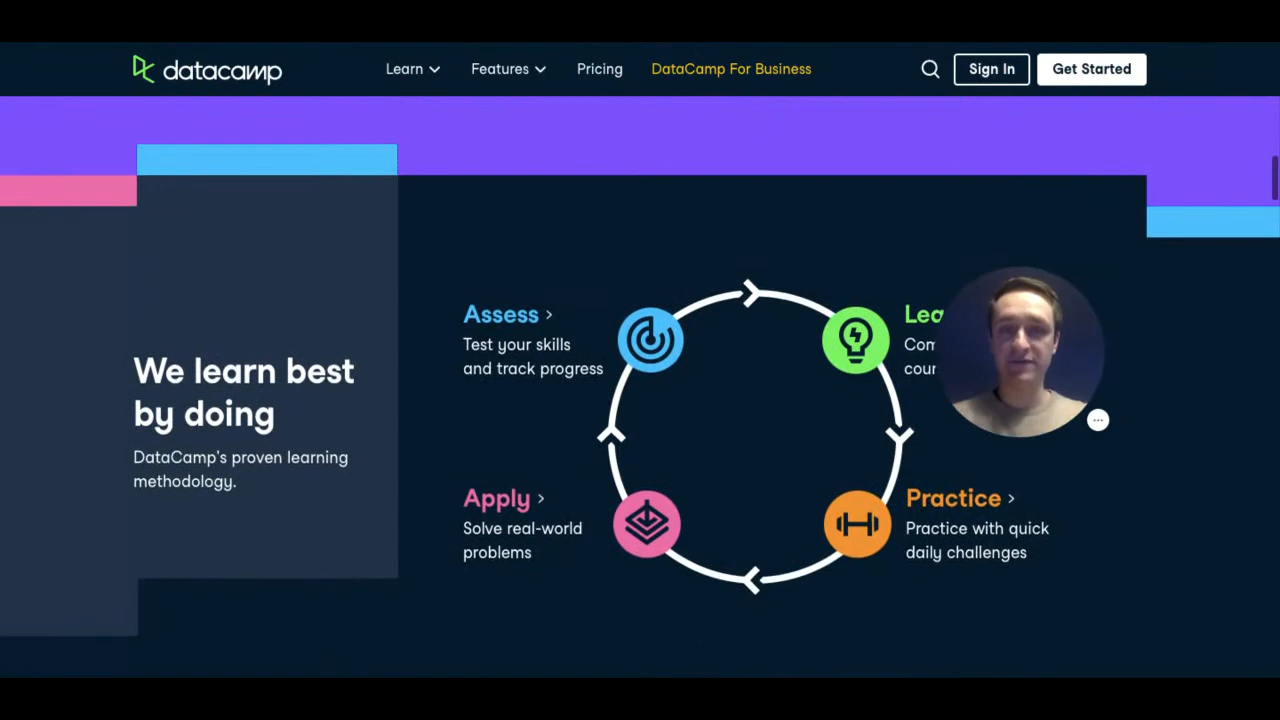 datacamp
Learn
Features
Pricing
DataCamp For Business
Sign In
Get Started
We learn best
by doing
DataCamp's proven learning
methodology.
Assess
Test your skills
and track progress
Apply
Solve real-world
problems
Practice
Practice with quick
daily challenges